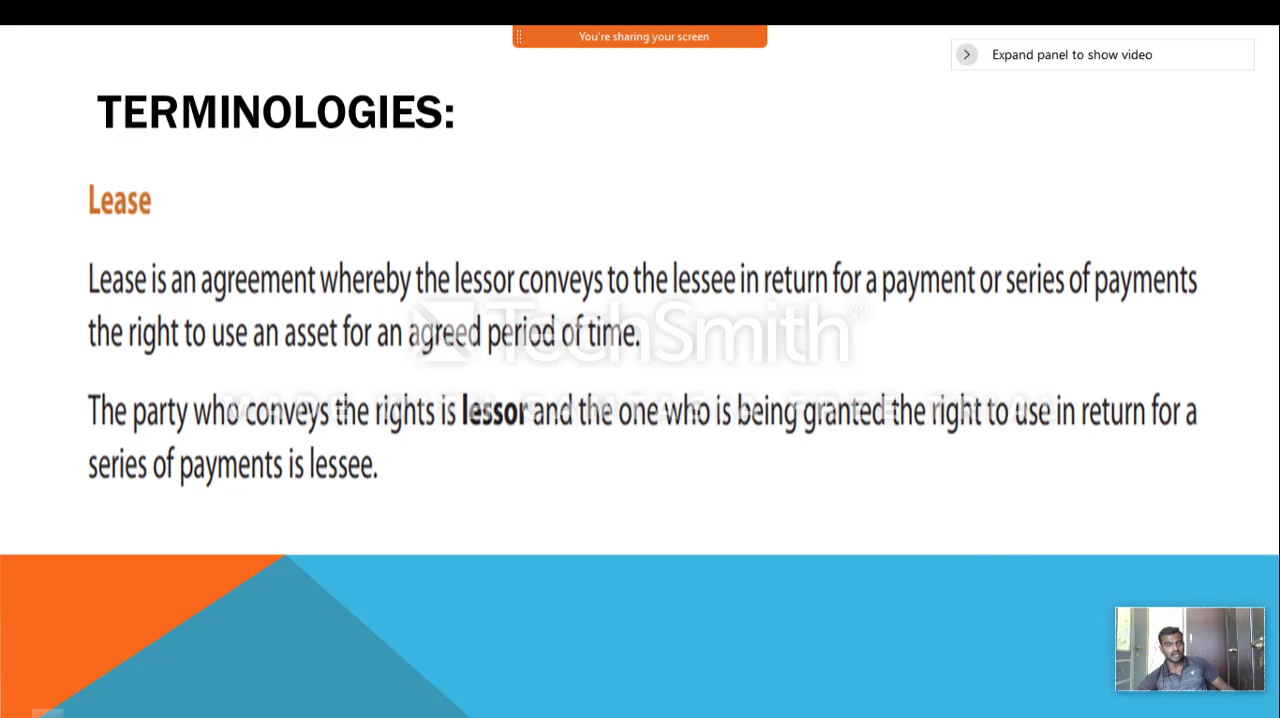 You're sharing your screen
Expand panel to show video
TERMINOLOGIES:
Lease
Lease is an agreement whereby the lessor conveys to the lessee in return for a payment or series of payments
the right to use an asset for an agreed period of time.
TechSmith®
The party who conveys the rights is lessor and the one who is being granted the right to use in return for a
series of payments is lessee.